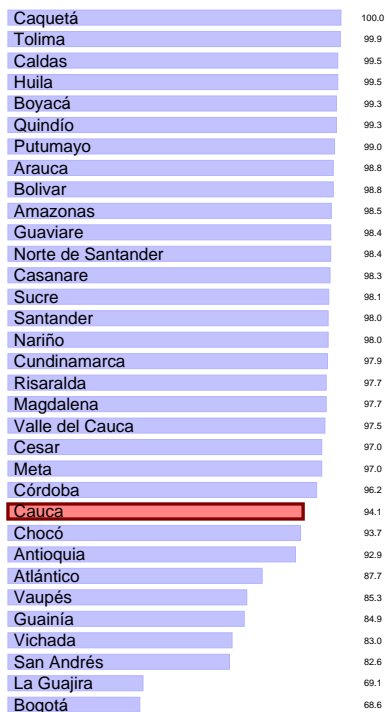 Caquetá 100.0
Tolima 99.9
Caldas 99.5
Huila 99.5
Boyacá 99.3
Quindío 99.3
Putumayo 99.0
Arauca 98.8
Bolivar 98.8
Amazonas 98.5
Guaviare 98.4
Norte de Santander 98.4
Casanare 98.3
Sucre 98.1
Santander 98.0
Nariño 98.0
Cundinamarca 97.9
Risaralda 97.7
Magdalena 97.7
Valle del Cauca 97.5
Cesar 97.0
Meta 97.0
Córdoba 96.2
Cauca 94.1
Chocó 93.7
Antioquia 92.9
Atlántico 87.7
Vaupés 85.3
Guainía 84.9
Vichada 83.0
San Andrés 82.6
La Guajira 69.1
Bogotá 68.6